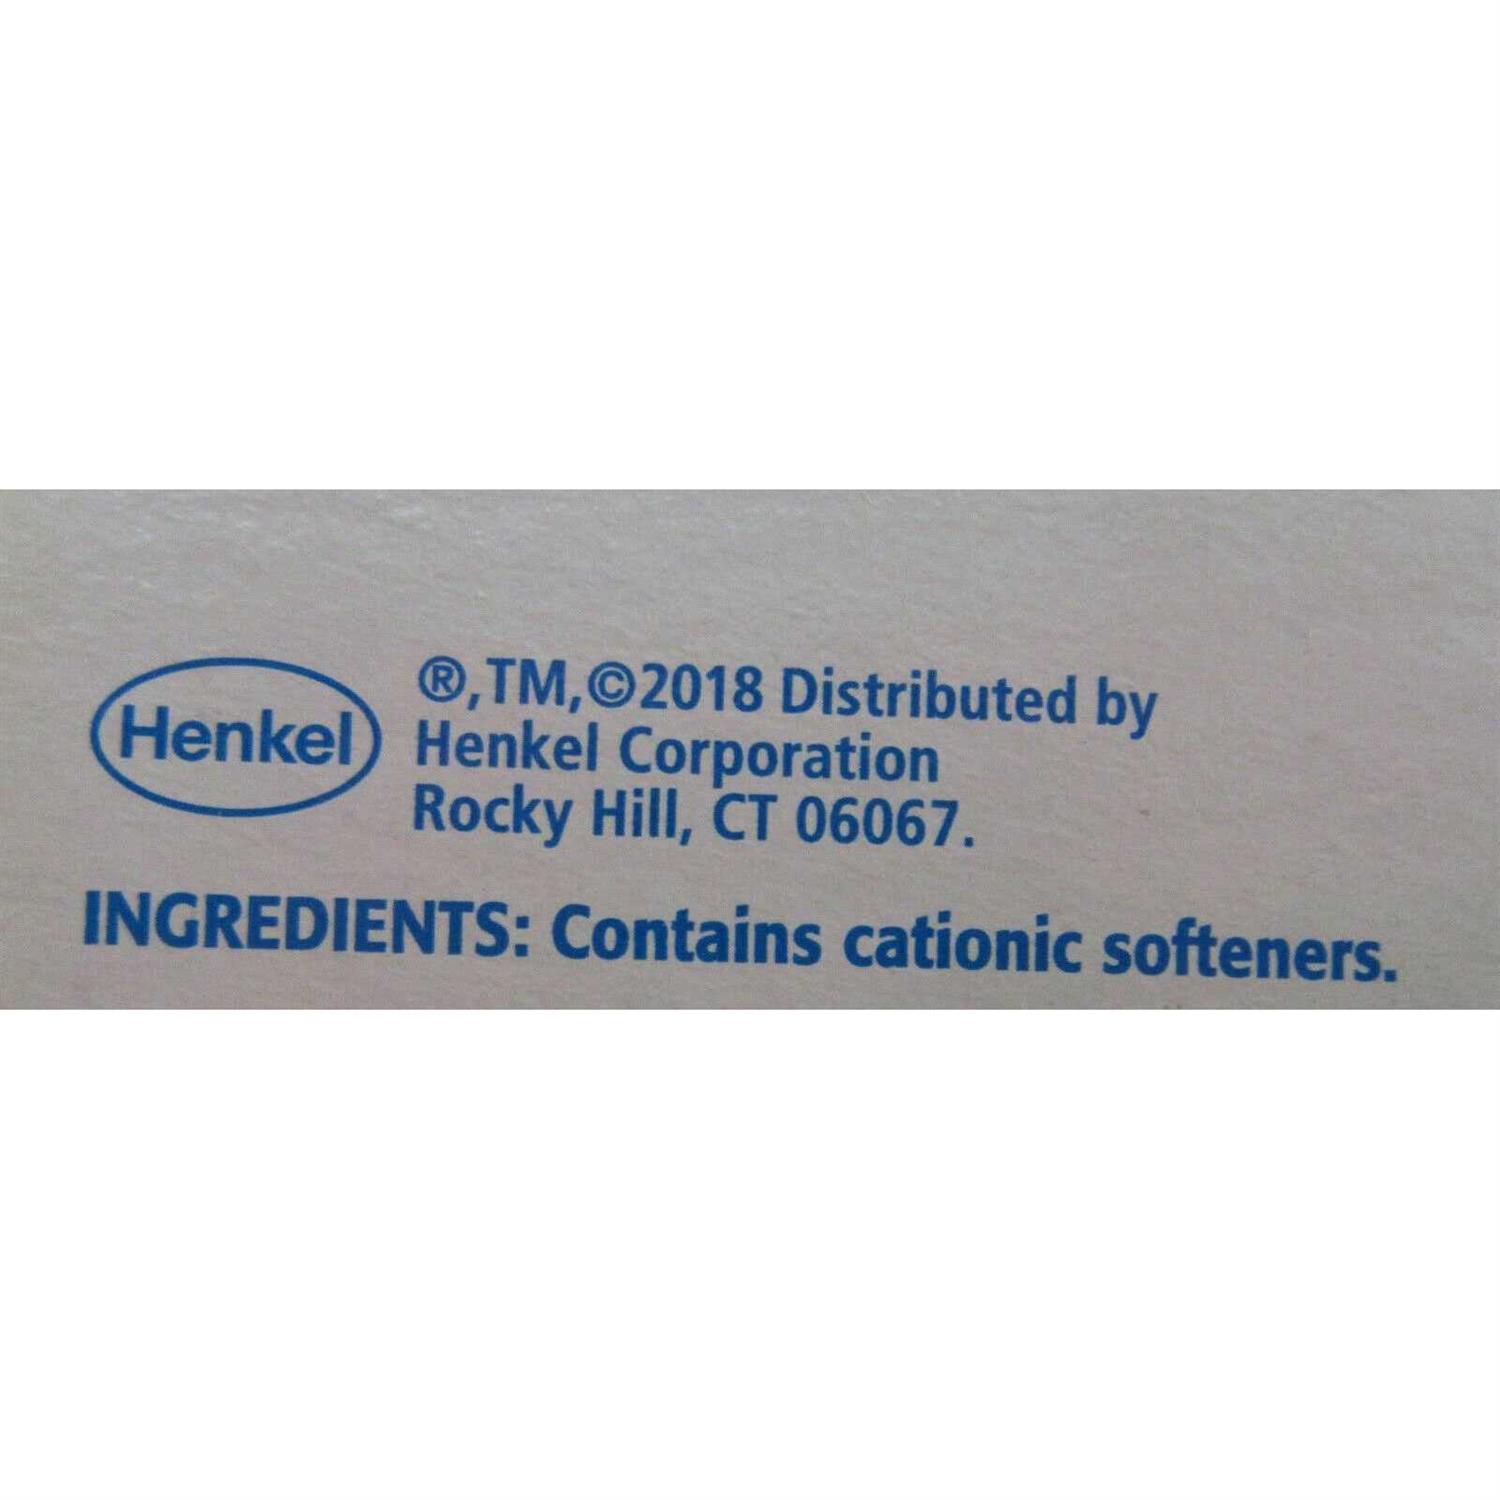 Henkel
®,TM,©2018 Distributed by
Henkel Corporation
Rocky Hill, CT 06067.
INGREDIENTS: Contains cationic softeners.